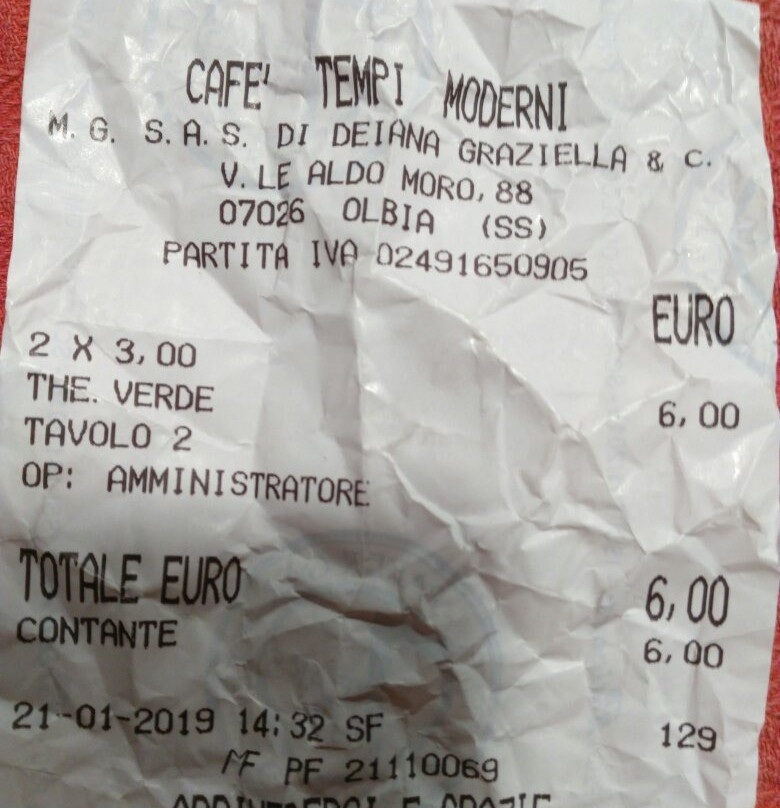 CAFE' TEMPI MODERNI
M. G. S.A.S. DI DEIANA GRAZIELLA & C.
V.LE ALDO MORO, 88
07026 OLBIA (SS)
PARTITA IVA 02491650905
EURO
2 X 3,00
THE. VERDE 6,00
TAVOLO 2
OP: AMMINISTRATORE
TOTALE EURO 6,00
CONTANTE 6,00
21-01-2019 14:32 SF 129
MF PF 21110069
ARRIVEDERCI E GRAZIE